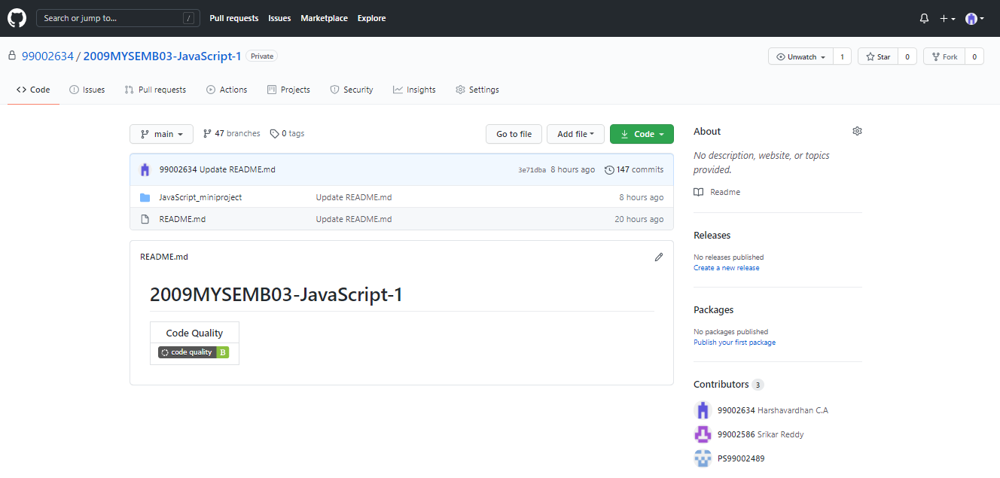 Search or jump to... /
Pull requests Issues Marketplace Explore
99002634 / 2009MYSEMB03-JavaScript-1 Private
Unwatch 1 Star 0 Fork 0
Code Issues Pull requests Actions Projects Security Insights Settings
main 47 branches 0 tags Go to file Add file Code
99002634 Update README.md 3e71dba 8 hours ago 147 commits
JavaScript_miniproject Update README.md 8 hours ago
README.md Update README.md 20 hours ago
README.md
2009MYSEMB03-JavaScript-1
Code Quality
code quality B
About
No description, website, or topics
provided.
Readme
Releases
No releases published
Create a new release
Packages
No packages published
Publish your first package
Contributors 3
99002634 Harshavardhan C.A
99002586 Srikar Reddy
PS99002489